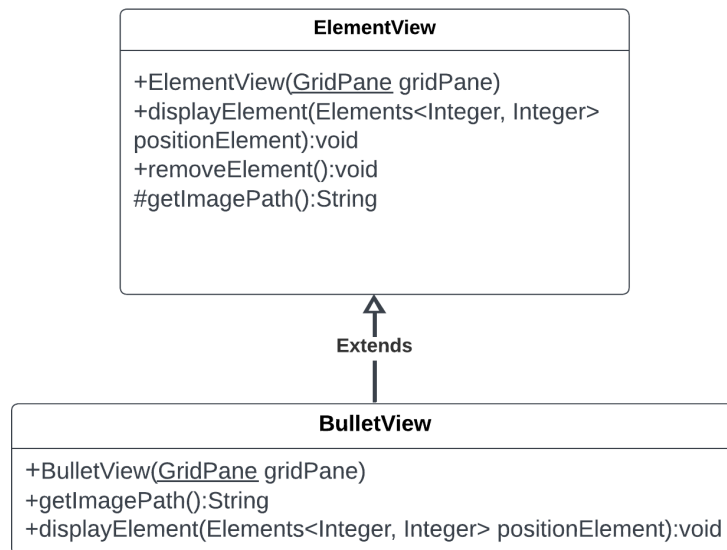 ElementView
+ElementView(GridPane gridPane)
+displayElement(Elements<Integer, Integer>
positionElement):void
+removeElement():void
#getImagePath():String
Extends
BulletView
+BulletView(GridPane gridPane)
+getImagePath():String
+displayElement(Elements<Integer, Integer> positionElement):void